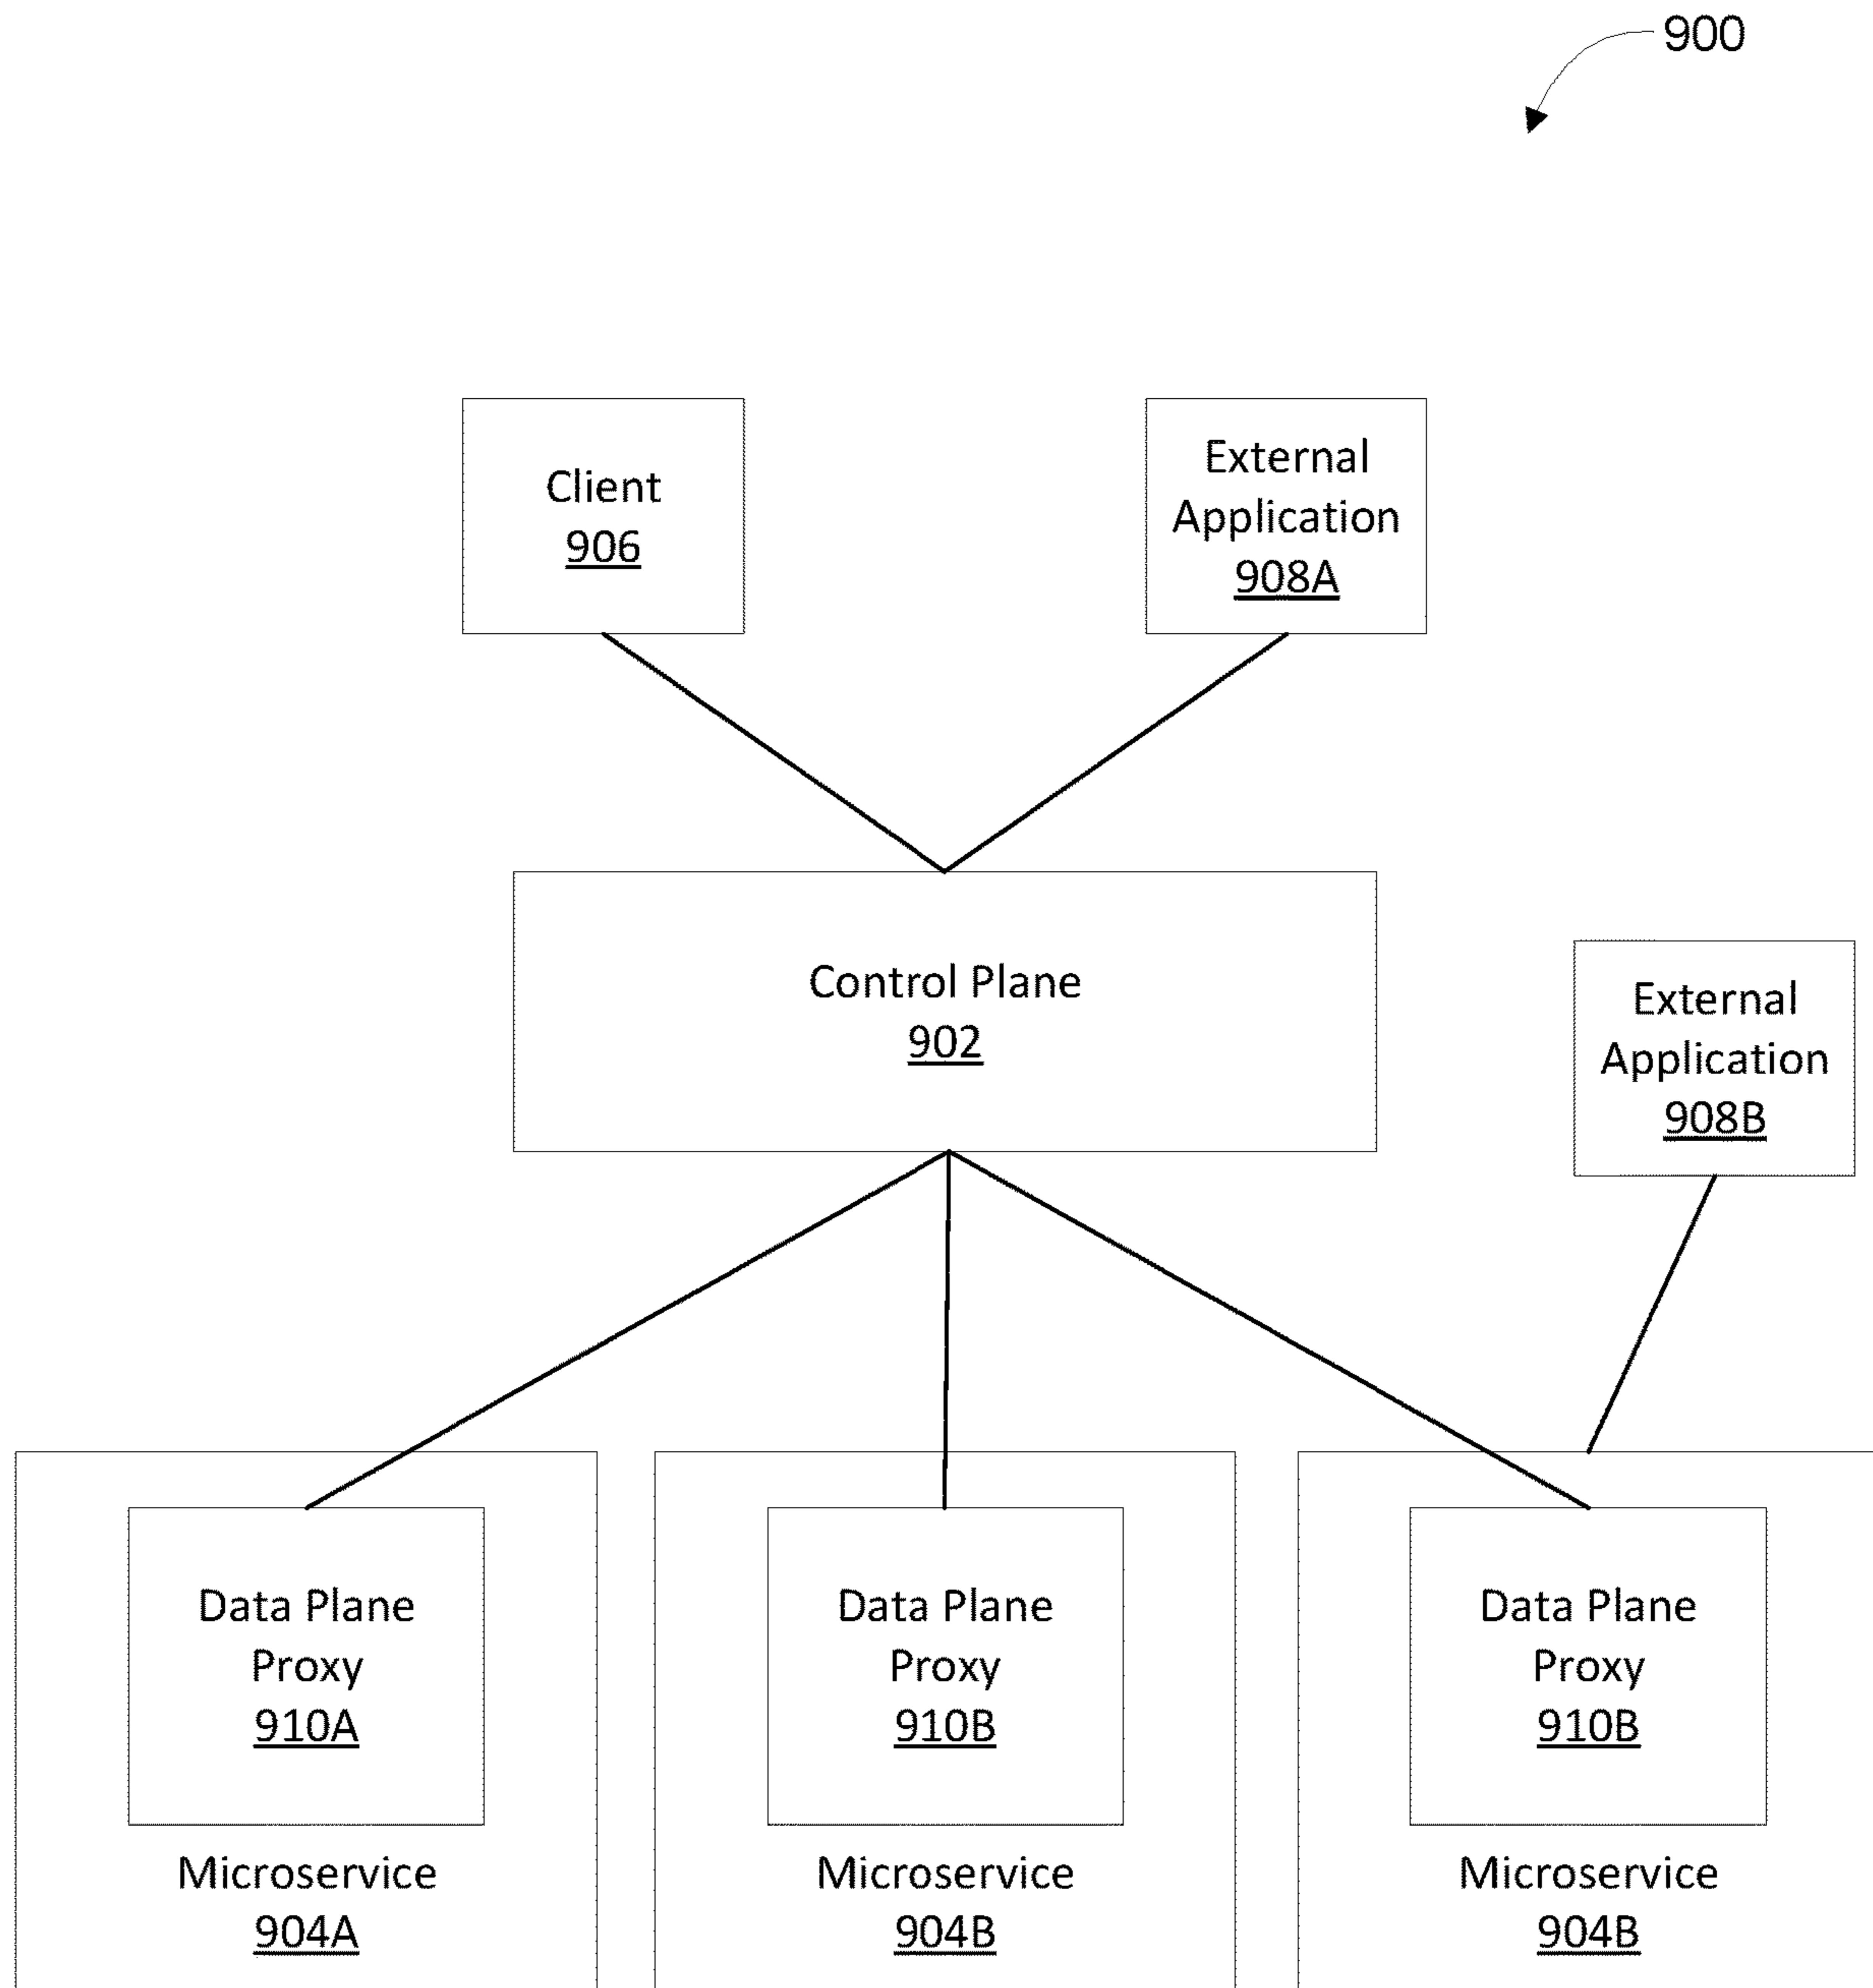 900
Client
906
External
Application
908A
Control Plane
902
External
Application
908B
Data Plane
Proxy
910A
Microservice
904A
Data Plane
Proxy
910B
Microservice
904B
Data Plane
Proxy
910B
Microservice
904B